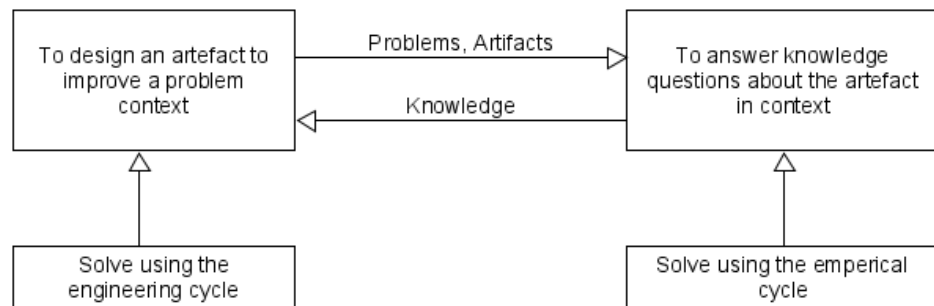 To design an artefact to
improve a problem
context
Problems, Artifacts
Knowledge
To answer knowledge
questions about the artefact
in context
Solve using the
engineering cycle
Solve using the emperical
cycle